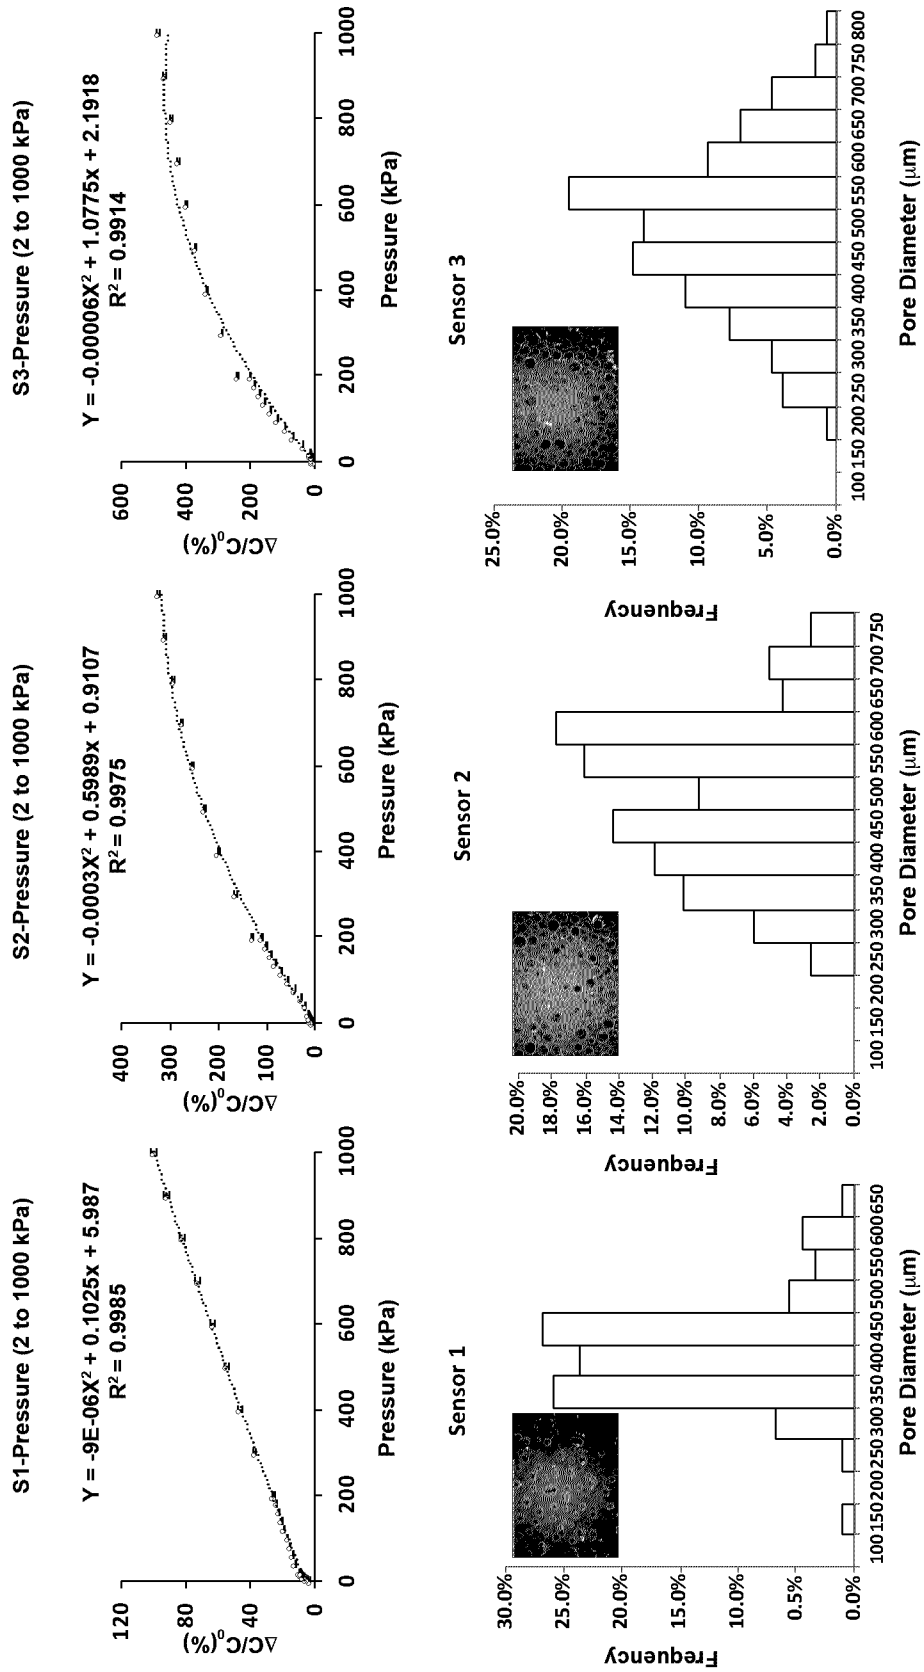 S1-Pressure (2 to 1000 kPa)
Y = -9E-06X² + 0.1025x + 5.987
R² = 0.9985
ΔC/C₀(%)
120
80
40
0
0 200 400 600 800 1000
Pressure (kPa)
S2-Pressure (2 to 1000 kPa)
Y = -0.0003X² + 0.5989x + 0.9107
R² = 0.9975
ΔC/C₀(%)
400
300
200
100
0
0 200 400 600 800 1000
Pressure (kPa)
S3-Pressure (2 to 1000 kPa)
Y = -0.00006X² + 1.0775x + 2.1918
R² = 0.9914
ΔC/C₀(%)
600
400
200
0
0 200 400 600 800 1000
Pressure (kPa)
Sensor 1
Frequency
30.0%
25.0%
20.0%
15.0%
10.0%
0.5%
0.0%
100 150 200 250 300 350 400 450 500 550 600 650
Pore Diameter (μm)
Sensor 2
Frequency
20.0%
18.0%
16.0%
14.0%
12.0%
10.0%
8.0%
6.0%
4.0%
2.0%
0.0%
100 150 200 250 300 350 400 450 500 550 600 650 700 750
Pore Diameter (μm)
Sensor 3
Frequency
25.0%
20.0%
15.0%
10.0%
5.0%
0.0%
100 150 200 250 300 350 400 450 500 550 600 650 700 750 800
Pore Diameter (μm)